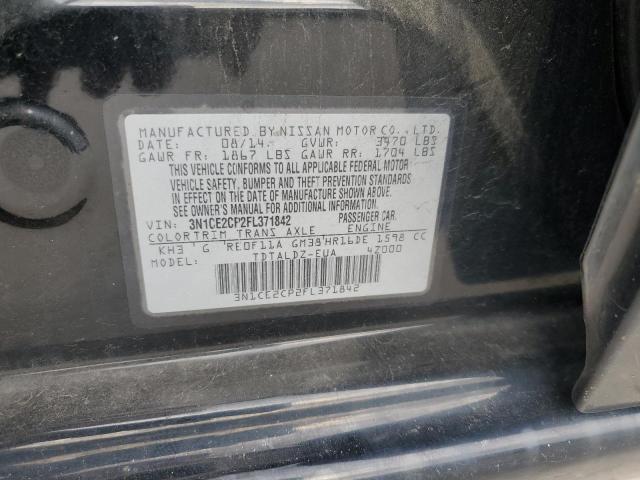 MANUFACTURED BY NISSAN MOTOR CO., LTD.
DATE: 08/14 GVWR: 3970 LBS
GAWR FR: 1867 LBS GAWR RR: 1704 LBS
THIS VEHICLE CONFORMS TO ALL APPLICABLE FEDERAL MOTOR
VEHICLE SAFETY, BUMPER AND THEFT PREVENTION STANDARDS
IN EFFECT ON THE DATE OF MANUFACTURE SHOWN ABOVE.
SEE OWNER'S MANUAL FOR ADDITIONAL INFORMATION.
VIN: 3N1CE2CP2FL371842 PASSENGER CAR
COLOR TRIM TRANS AXLE ENGINE
KH3 G RE0F11A GM38 HR16DE 1598 CC
MODEL: TDTALDZ-EUA 4Z000
3N1CE2CP2FL371842